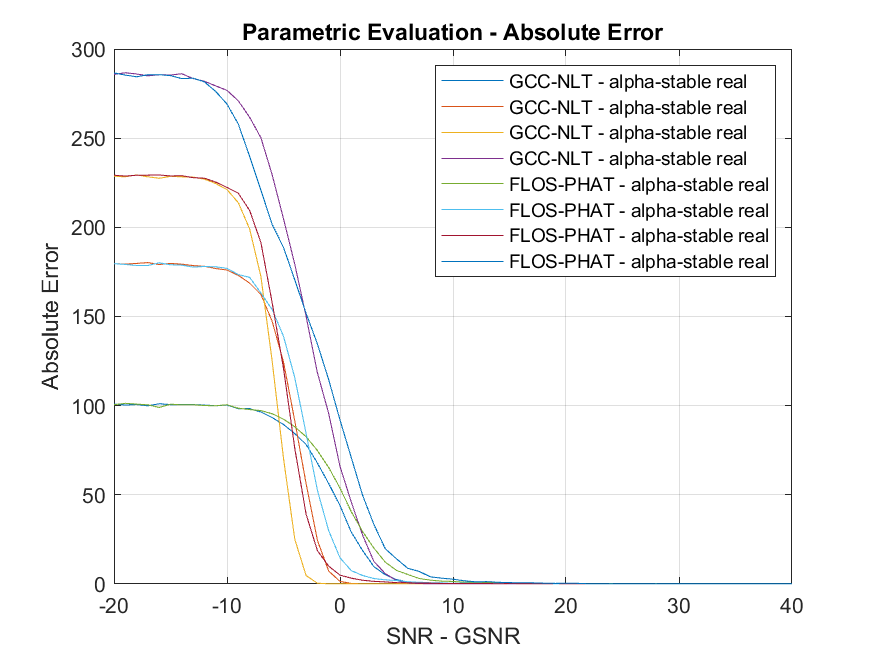 Parametric Evaluation - Absolute Error
300
250
200
150
100
50
0
Absolute Error
GCC-NLT - alpha-stable real
GCC-NLT - alpha-stable real
GCC-NLT - alpha-stable real
GCC-NLT - alpha-stable real
FLOS-PHAT - alpha-stable real
FLOS-PHAT - alpha-stable real
FLOS-PHAT - alpha-stable real
FLOS-PHAT - alpha-stable real
-20 -10 0 10 20 30 40
SNR - GSNR